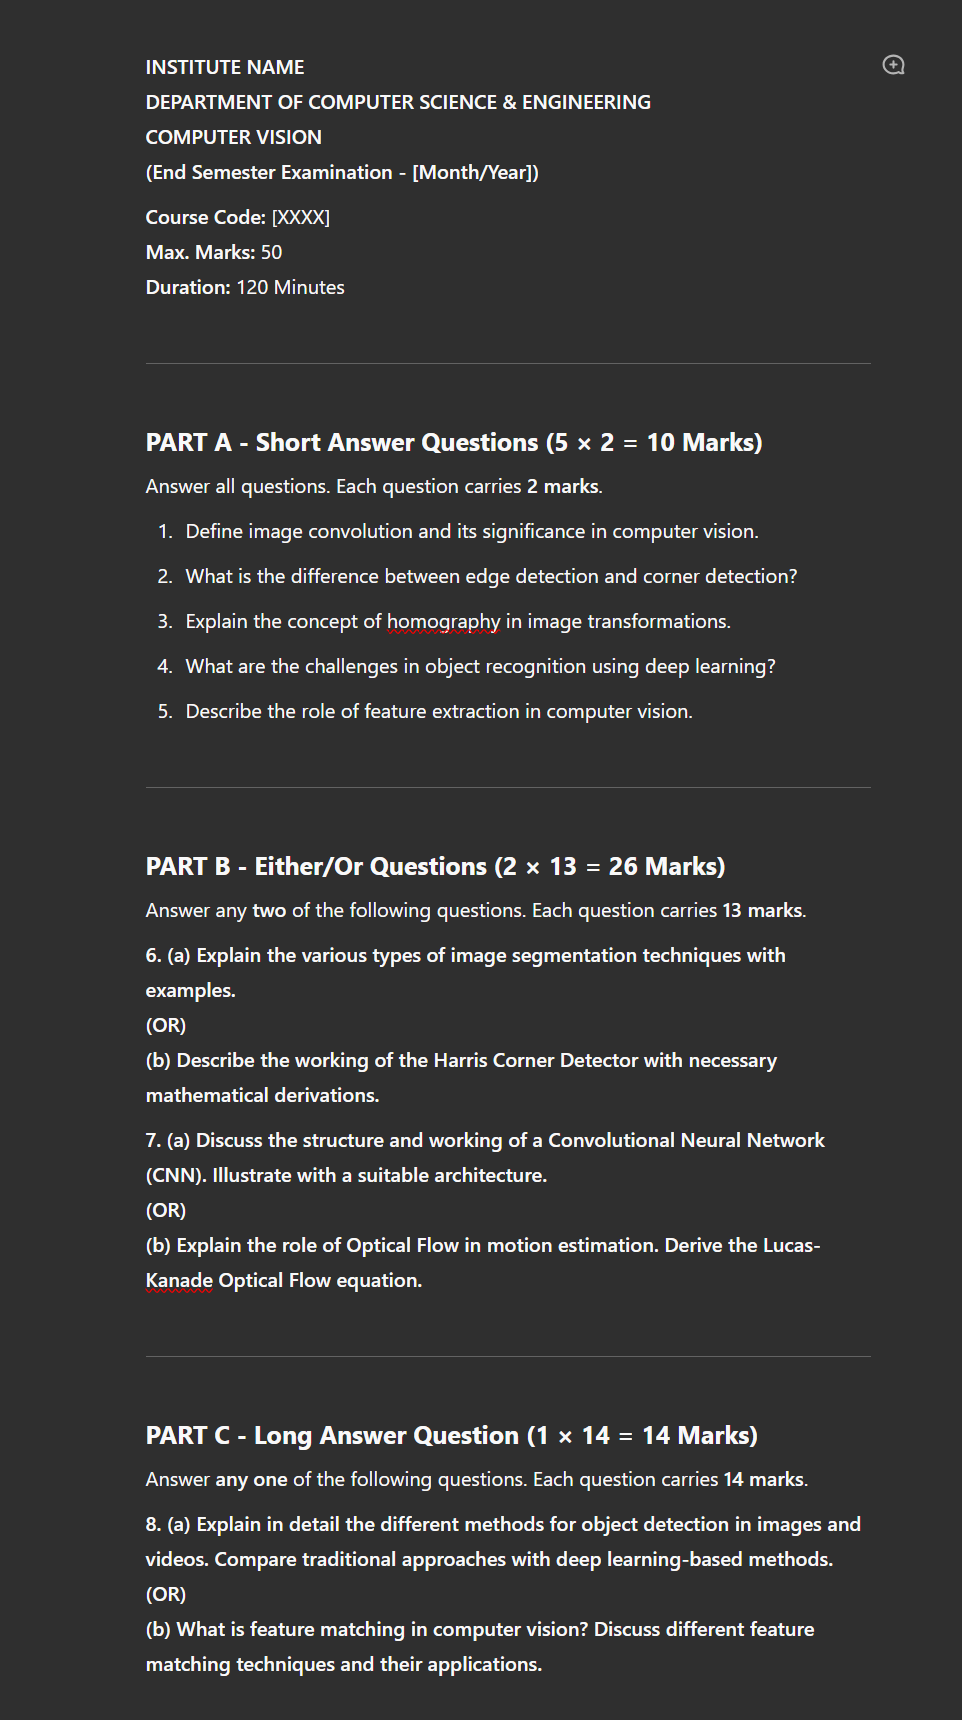 INSTITUTE NAME
DEPARTMENT OF COMPUTER SCIENCE & ENGINEERING
COMPUTER VISION
(End Semester Examination - [Month/Year])
Course Code: [XXXX]
Max. Marks: 50
Duration: 120 Minutes
PART A - Short Answer Questions (5 × 2 = 10 Marks)
Answer all questions. Each question carries 2 marks.
1. Define image convolution and its significance in computer vision.
2. What is the difference between edge detection and corner detection?
3. Explain the concept of homography in image transformations.
4. What are the challenges in object recognition using deep learning?
5. Describe the role of feature extraction in computer vision.
PART B - Either/Or Questions (2 × 13 = 26 Marks)
Answer any two of the following questions. Each question carries 13 marks.
6. (a) Explain the various types of image segmentation techniques with
examples.
(OR)
(b) Describe the working of the Harris Corner Detector with necessary
mathematical derivations.
7. (a) Discuss the structure and working of a Convolutional Neural Network
(CNN). Illustrate with a suitable architecture.
(OR)
(b) Explain the role of Optical Flow in motion estimation. Derive the Lucas-
Kanade Optical Flow equation.
PART C - Long Answer Question (1 × 14 = 14 Marks)
Answer any one of the following questions. Each question carries 14 marks.
8. (a) Explain in detail the different methods for object detection in images and
videos. Compare traditional approaches with deep learning-based methods.
(OR)
(b) What is feature matching in computer vision? Discuss different feature
matching techniques and their applications.